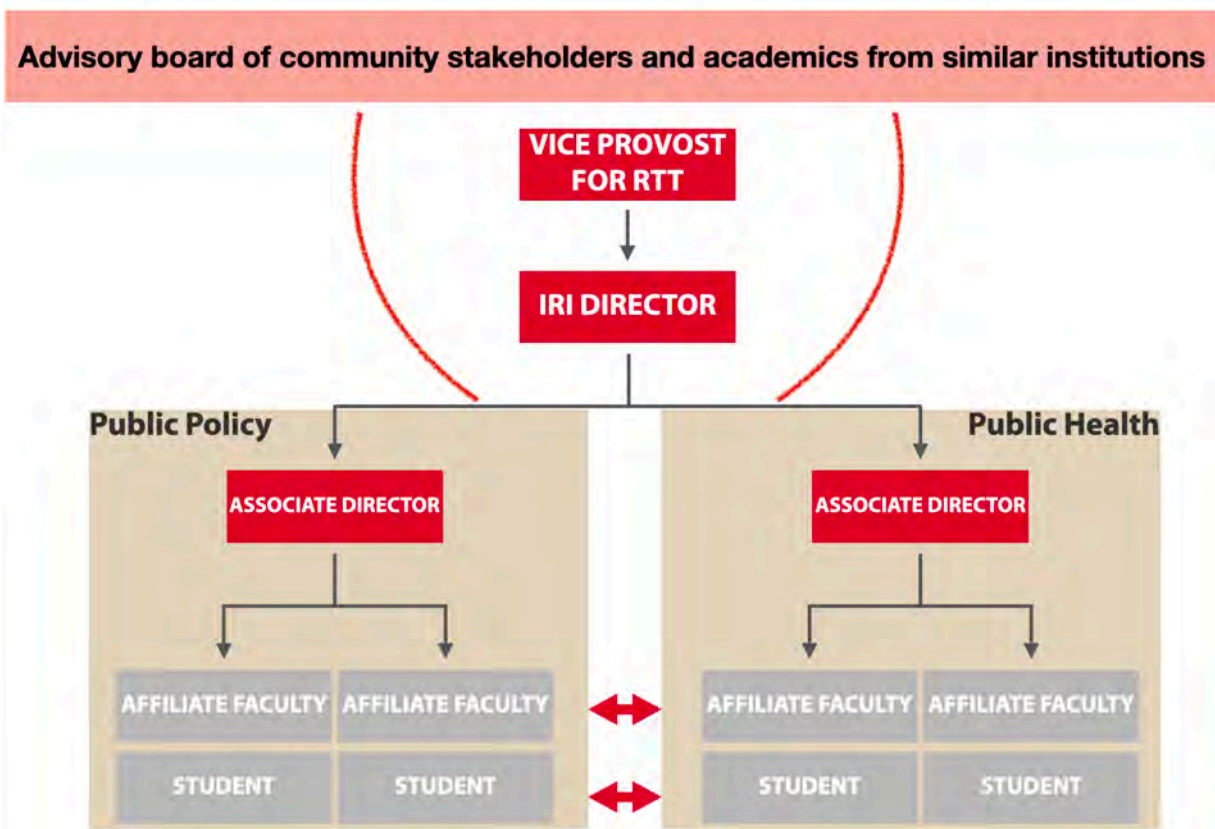 Advisory board of community stakeholders and academics from similar institutions
VICE PROVOST
FOR RTT
IRI DIRECTOR
Public Policy
Public Health
ASSOCIATE DIRECTOR
ASSOCIATE DIRECTOR
AFFILIATE FACULTY
AFFILIATE FACULTY
AFFILIATE FACULTY
AFFILIATE FACULTY
STUDENT
STUDENT
STUDENT
STUDENT